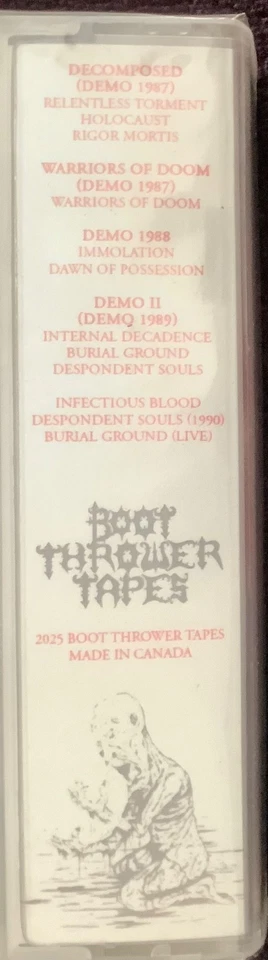 DECOMPOSED
(DEMO 1987)
RELENTLESS TORMENT
HOLOCAUST
RIGOR MORTIS
WARRIORS OF DOOM
(DEMO 1987)
WARRIORS OF DOOM
DEMO 1988
IMMOLATION
DAWN OF POSSESSION
DEMO II
(DEMO 1989)
INTERNAL DECADENCE
BURIAL GROUND
DESPONDENT SOULS
INFECTIOUS BLOOD
DESPONDENT SOULS (1990)
BURIAL GROUND (LIVE)
BOOT
THROWER
TAPES
2025 BOOT THROWER TAPES
MADE IN CANADA